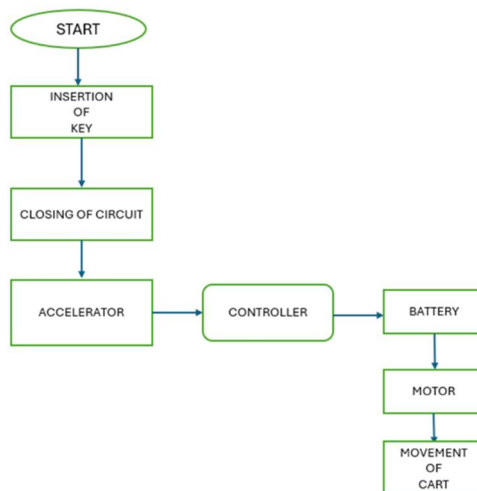 START
INSERTION
OF
KEY
CLOSING OF CIRCUIT
ACCELERATOR
CONTROLLER
BATTERY
MOTOR
MOVEMENT
OF
CART